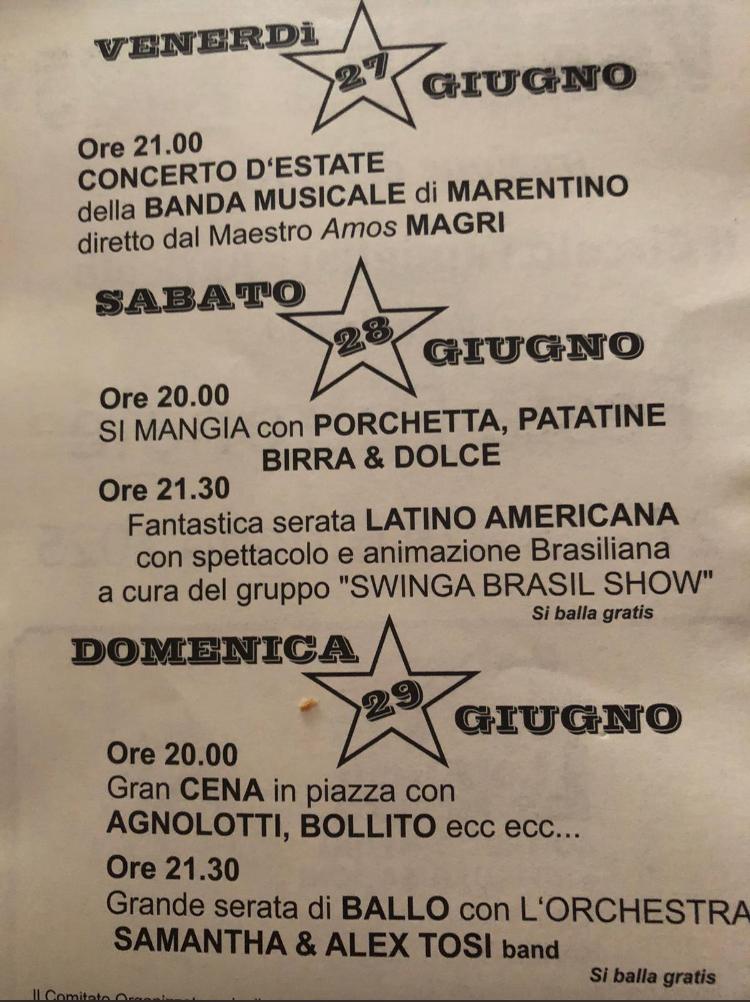 VENERDì 27 GIUGNO
Ore 21.00
CONCERTO D'ESTATE
della BANDA MUSICALE di MARENTINO
diretto dal Maestro Amos MAGRI
SABATO 28 GIUGNO
Ore 20.00
SI MANGIA con PORCHETTA, PATATINE
BIRRA & DOLCE
Ore 21.30
Fantastica serata LATINO AMERICANA
con spettacolo e animazione Brasiliana
a cura del gruppo "SWINGA BRASIL SHOW"
Si balla gratis
DOMENICA 29 GIUGNO
Ore 20.00
Gran CENA in piazza con
AGNOLOTTI, BOLLITO ecc ecc...
Ore 21.30
Grande serata di BALLO con L'ORCHESTRA
SAMANTHA & ALEX TOSI band
Si balla gratis
Il Comitato